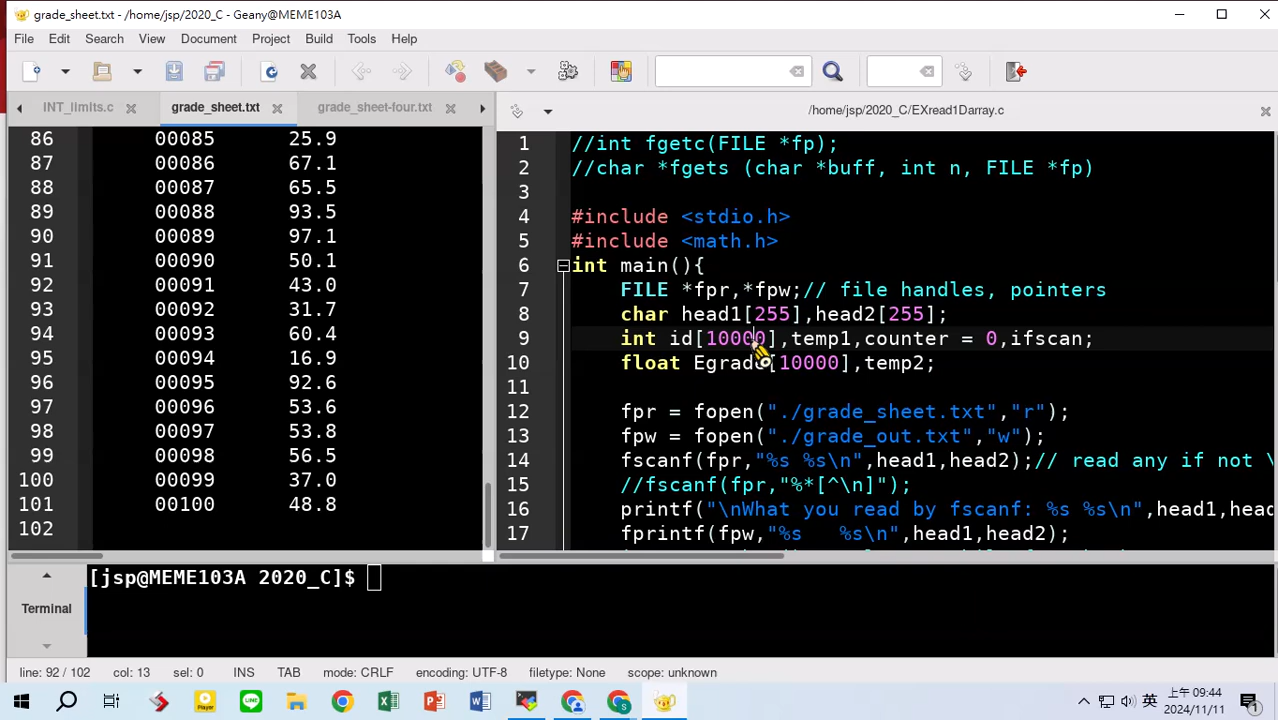 grade_sheet.txt - /home/jsp/2020_C/ - Geany@MEME103A
File Edit Search View Document Project Build Tools Help
INT_limits.c grade_sheet.txt grade_sheet-four.txt
86 00085 25.9
87 00086 67.1
88 00087 65.5
89 00088 93.5
90 00089 97.1
91 00090 50.1
92 00091 43.0
93 00092 31.7
94 00093 60.4
95 00094 16.9
96 00095 92.6
97 00096 53.6
98 00097 53.8
99 00098 56.5
100 00099 37.0
101 00100 48.8
102
/home/jsp/2020_C/EXread1Darray.c
1 //int fgetc(FILE *fp);
2 //char *fgets (char *buff, int n, FILE *fp)
3
4 #include <stdio.h>
5 #include <math.h>
6 int main(){
7 FILE *fpr,*fpw;// file handles, pointers
8 char head1[255],head2[255];
9 int id[10000],temp1,counter = 0,ifscan;
10 float Egrade[10000],temp2;
11
12 fpr = fopen("./grade_sheet.txt","r");
13 fpw = fopen("./grade_out.txt","w");
14 fscanf(fpr,"%s %s\n",head1,head2);// read any if not \
15 //fscanf(fpr,"%*[^\n]");
16 printf("\nWhat you read by fscanf: %s %s\n",head1,head
17 fprintf(fpw,"%s %s\n",head1,head2);
Terminal
[jsp@MEME103A 2020_C]$
line: 92 / 102 col: 13 sel: 0 INS TAB mode: CRLF encoding: UTF-8 filetype: None scope: unknown
英 上午 09:44
2024/11/11